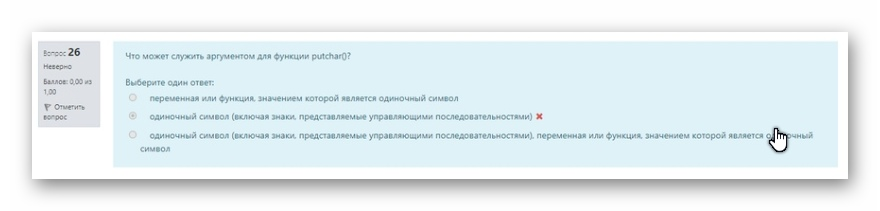 Вопрос 26
Неверно
Баллов: 0,00 из
1,00
Отметить
вопрос
Что может служить аргументом для функции putchar()?
Выберите один ответ:
переменная или функция, значением которой является одиночный символ
одиночный символ (включая знаки, представляемые управляющими последовательностями)
одиночный символ (включая знаки, представляемые управляющими последовательностями), переменная или функция, значением которой является одиночный
символ